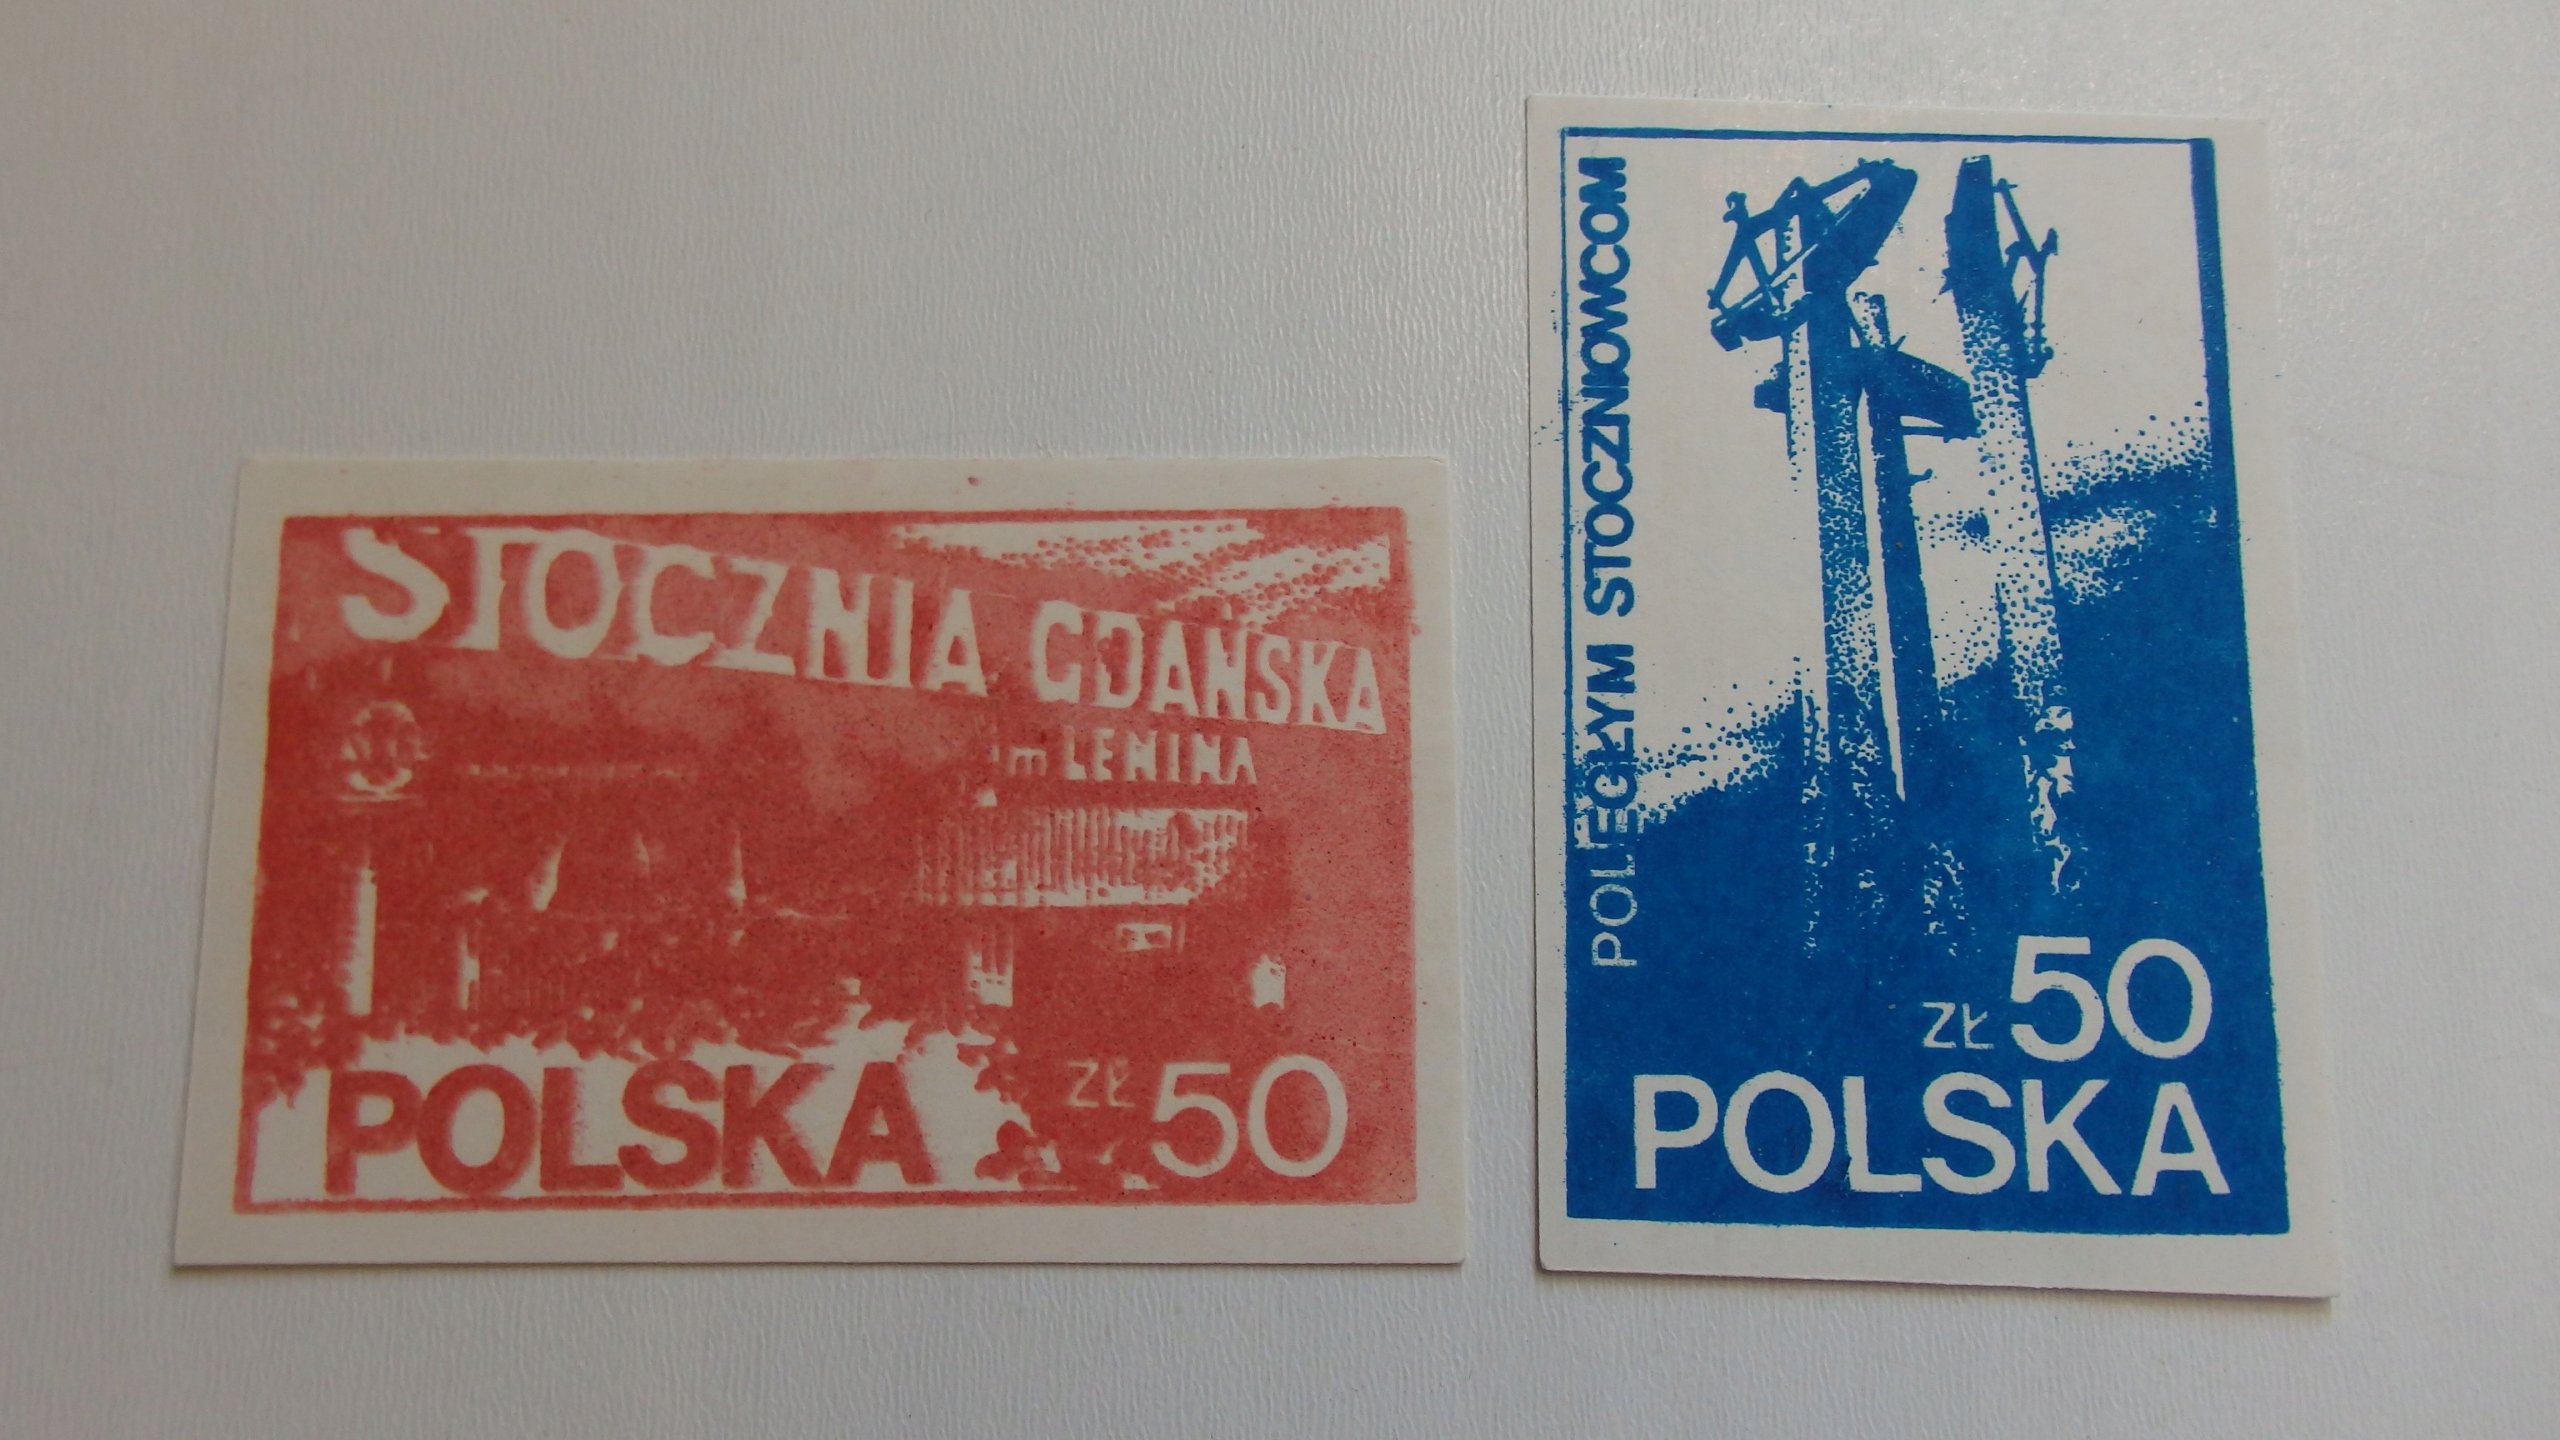 STOCZNIA GDAŃSKA
im LENINA
POLSKA ZŁ 50
POLEGŁYM STOCZNIOWCOM
ZŁ 50
POLSKA